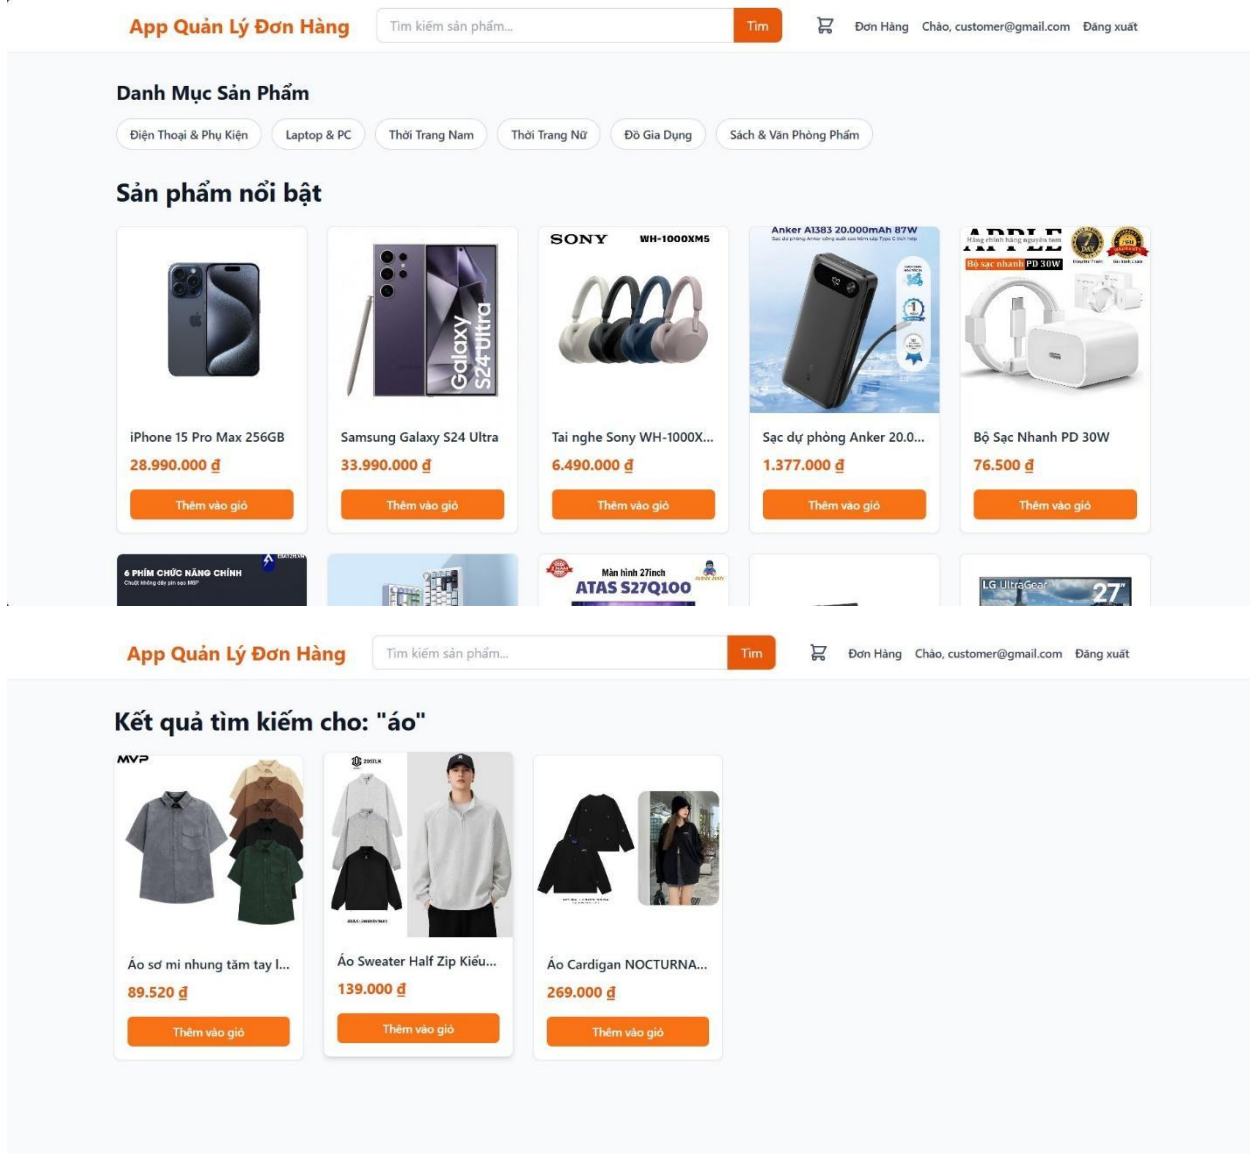 App Quản Lý Đơn Hàng
Tìm kiếm sản phẩm...
Tìm
Đơn Hàng
Chào, customer@gmail.com
Đăng xuất
Danh Mục Sản Phẩm
Điện Thoại & Phụ Kiện
Laptop & PC
Thời Trang Nam
Thời Trang Nữ
Đồ Gia Dụng
Sách & Văn Phòng Phẩm
Sản phẩm nổi bật
Galaxy
S24 Ultra
SONY
WH-1000XM5
Anker A1383 20.000mAh 87W
APPLE
Hàng chính hãng nguyên tem
Bộ sạc nhanh PD 30W
iPhone 15 Pro Max 256GB
28.990.000 ₫
Thêm vào giỏ
Samsung Galaxy S24 Ultra
33.990.000 ₫
Thêm vào giỏ
Tai nghe Sony WH-1000X...
6.490.000 ₫
Thêm vào giỏ
Sạc dự phòng Anker 20.0...
1.377.000 ₫
Thêm vào giỏ
Bộ Sạc Nhanh PD 30W
76.500 ₫
Thêm vào giỏ
6 PHÍM CHỨC NĂNG CHÍNH
Màn hình 27inch
ATAS S27Q100
LG UltraGear
27"
App Quản Lý Đơn Hàng
Tìm kiếm sản phẩm...
Tìm
Đơn Hàng
Chào, customer@gmail.com
Đăng xuất
Kết quả tìm kiếm cho: "áo"
MVP
Áo sơ mi nhung tăm tay l...
89.520 ₫
Thêm vào giỏ
Áo Sweater Half Zip Kiểu...
139.000 ₫
Thêm vào giỏ
Áo Cardigan NOCTURNA...
269.000 ₫
Thêm vào giỏ